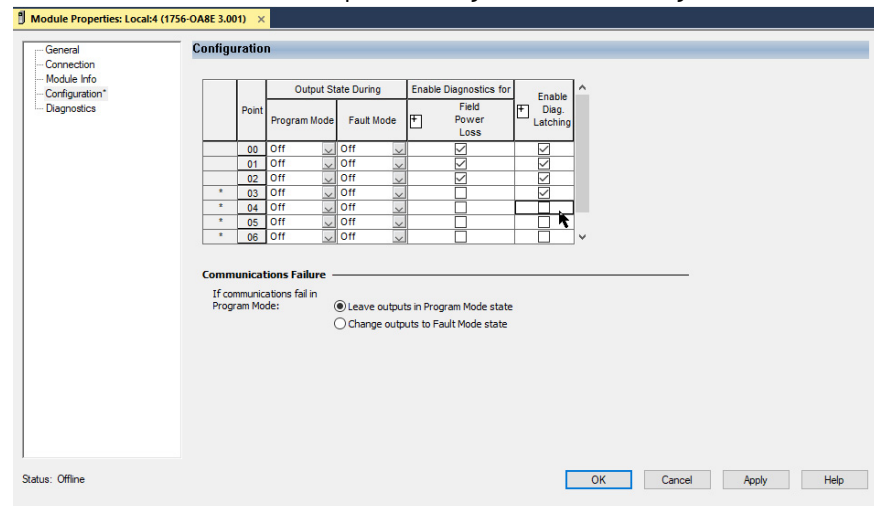 Module Properties: Local:4 (1756-OA8E 3.001) ×
General
Connection
Module Info
Configuration*
Diagnostics
Configuration
Point
Output State During
Program Mode
Fault Mode
Enable Diagnostics for
Field
Power
Loss
Enable
Diag.
Latching
00 Off Off
01 Off Off
02 Off Off
* 03 Off Off
* 04 Off Off
* 05 Off Off
* 06 Off Off
Communications Failure
If communications fail in
Program Mode:
Leave outputs in Program Mode state
Change outputs to Fault Mode state
Status: Offline
OK Cancel Apply Help